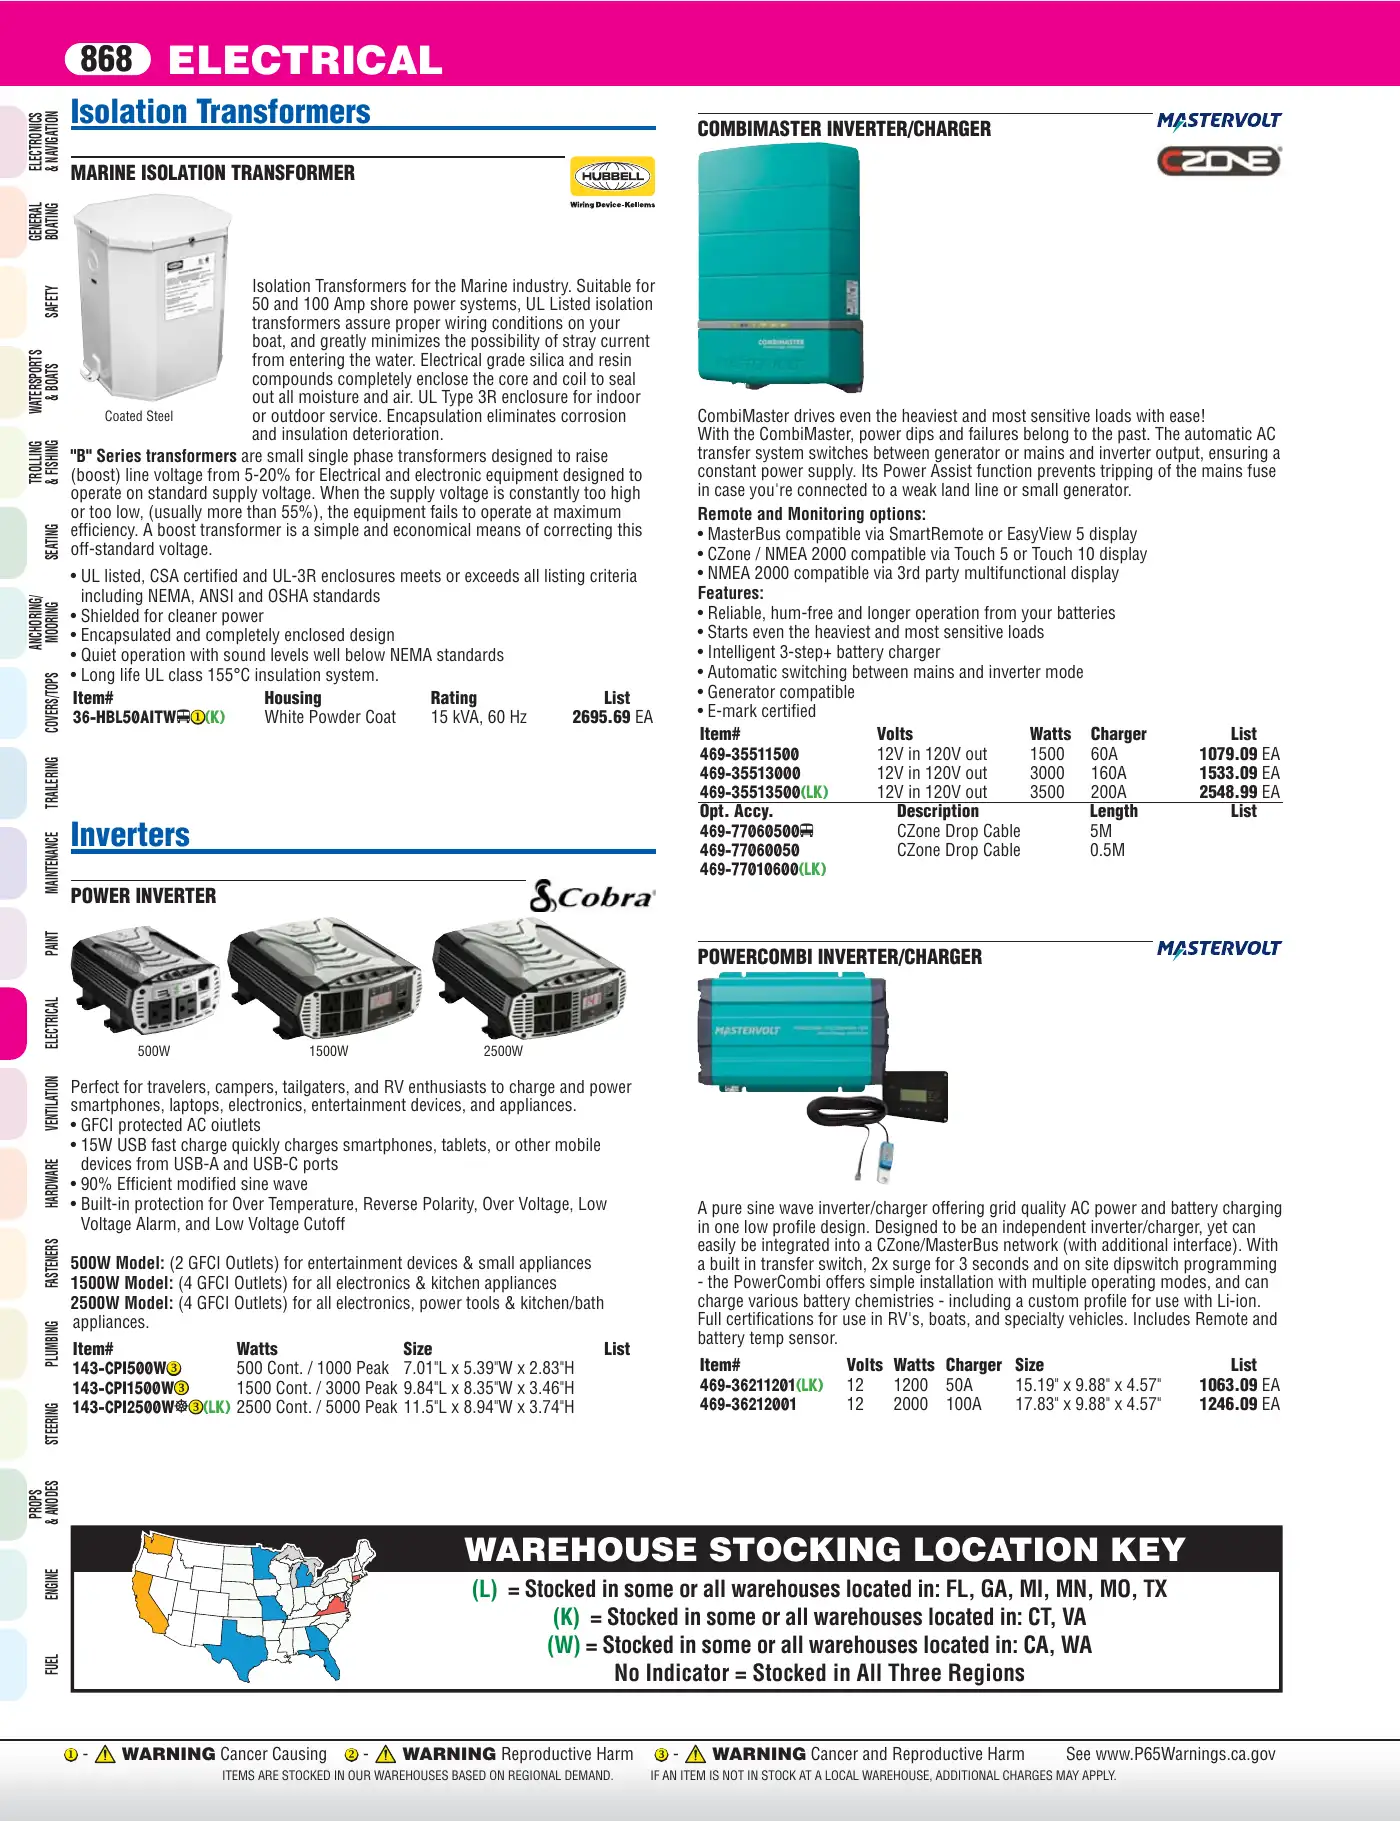 868 ELECTRICAL
ELECTRONICS
& NAVIGATION
GENERAL
BOATING
SAFETY
WATERSPORTS
& BOATS
TROLLING
& FISHING
SEATING
ANCHORING/
MOORING
COVERS/TOPS
TRAILERING
MAINTENANCE
PAINT
ELECTRICAL
VENTILATION
HARDWARE
FASTENERS
PLUMBING
STEERING
PROPS
& ANODES
ENGINE
FUEL
Isolation Transformers
MARINE ISOLATION TRANSFORMER
HUBBELL
Wiring Device-Kellems
Coated Steel
Isolation Transformers for the Marine industry. Suitable for
50 and 100 Amp shore power systems, UL Listed isolation
transformers assure proper wiring conditions on your
boat, and greatly minimizes the possibility of stray current
from entering the water. Electrical grade silica and resin
compounds completely enclose the core and coil to seal
out all moisture and air. UL Type 3R enclosure for indoor
or outdoor service. Encapsulation eliminates corrosion
and insulation deterioration.
"B" Series transformers are small single phase transformers designed to raise
(boost) line voltage from 5-20% for Electrical and electronic equipment designed to
operate on standard supply voltage. When the supply voltage is constantly too high
or too low, (usually more than 55%), the equipment fails to operate at maximum
efficiency. A boost transformer is a simple and economical means of correcting this
off-standard voltage.
• UL listed, CSA certified and UL-3R enclosures meets or exceeds all listing criteria
including NEMA, ANSI and OSHA standards
• Shielded for cleaner power
• Encapsulated and completely enclosed design
• Quiet operation with sound levels well below NEMA standards
• Long life UL class 155°C insulation system.
Item# Housing Rating List
36-HBL50AITW 1 (K) White Powder Coat 15 kVA, 60 Hz 2695.69 EA
Inverters
POWER INVERTER
Cobra
500W 1500W 2500W
Perfect for travelers, campers, tailgaters, and RV enthusiasts to charge and power
smartphones, laptops, electronics, entertainment devices, and appliances.
• GFCI protected AC oiutlets
• 15W USB fast charge quickly charges smartphones, tablets, or other mobile
devices from USB-A and USB-C ports
• 90% Efficient modified sine wave
• Built-in protection for Over Temperature, Reverse Polarity, Over Voltage, Low
Voltage Alarm, and Low Voltage Cutoff
500W Model: (2 GFCI Outlets) for entertainment devices & small appliances
1500W Model: (4 GFCI Outlets) for all electronics & kitchen appliances
2500W Model: (4 GFCI Outlets) for all electronics, power tools & kitchen/bath
appliances.
Item# Watts Size List
143-CPI500W 3 500 Cont. / 1000 Peak 7.01"L x 5.39"W x 2.83"H
143-CPI1500W 3 1500 Cont. / 3000 Peak 9.84"L x 8.35"W x 3.46"H
143-CPI2500W 3 (LK) 2500 Cont. / 5000 Peak 11.5"L x 8.94"W x 3.74"H
COMBIMASTER INVERTER/CHARGER
MASTERVOLT
CZONE®
COMBIMASTER
CombiMaster drives even the heaviest and most sensitive loads with ease!
With the CombiMaster, power dips and failures belong to the past. The automatic AC
transfer system switches between generator or mains and inverter output, ensuring a
constant power supply. Its Power Assist function prevents tripping of the mains fuse
in case you're connected to a weak land line or small generator.
Remote and Monitoring options:
• MasterBus compatible via SmartRemote or EasyView 5 display
• CZone / NMEA 2000 compatible via Touch 5 or Touch 10 display
• NMEA 2000 compatible via 3rd party multifunctional display
Features:
• Reliable, hum-free and longer operation from your batteries
• Starts even the heaviest and most sensitive loads
• Intelligent 3-step+ battery charger
• Automatic switching between mains and inverter mode
• Generator compatible
• E-mark certified
Item# Volts Watts Charger List
469-35511500 12V in 120V out 1500 60A 1079.09 EA
469-35513000 12V in 120V out 3000 160A 1533.09 EA
469-35513500(LK) 12V in 120V out 3500 200A 2548.99 EA
Opt. Accy. Description Length List
469-77060500 CZone Drop Cable 5M
469-77060050 CZone Drop Cable 0.5M
469-77010600(LK)
POWERCOMBI INVERTER/CHARGER
MASTERVOLT
MASTERVOLT
A pure sine wave inverter/charger offering grid quality AC power and battery charging
in one low profile design. Designed to be an independent inverter/charger, yet can
easily be integrated into a CZone/MasterBus network (with additional interface). With
a built in transfer switch, 2x surge for 3 seconds and on site dipswitch programming
- the PowerCombi offers simple installation with multiple operating modes, and can
charge various battery chemistries - including a custom profile for use with Li-ion.
Full certifications for use in RV's, boats, and specialty vehicles. Includes Remote and
battery temp sensor.
Item# Volts Watts Charger Size List
469-36211201(LK) 12 1200 50A 15.19" x 9.88" x 4.57" 1063.09 EA
469-36212001 12 2000 100A 17.83" x 9.88" x 4.57" 1246.09 EA
WAREHOUSE STOCKING LOCATION KEY
(L) = Stocked in some or all warehouses located in: FL, GA, MI, MN, MO, TX
(K) = Stocked in some or all warehouses located in: CT, VA
(W) = Stocked in some or all warehouses located in: CA, WA
No Indicator = Stocked in All Three Regions
1 - WARNING Cancer Causing 2 - WARNING Reproductive Harm 3 - WARNING Cancer and Reproductive Harm See www.P65Warnings.ca.gov
ITEMS ARE STOCKED IN OUR WAREHOUSES BASED ON REGIONAL DEMAND. IF AN ITEM IS NOT IN STOCK AT A LOCAL WAREHOUSE, ADDITIONAL CHARGES MAY APPLY.